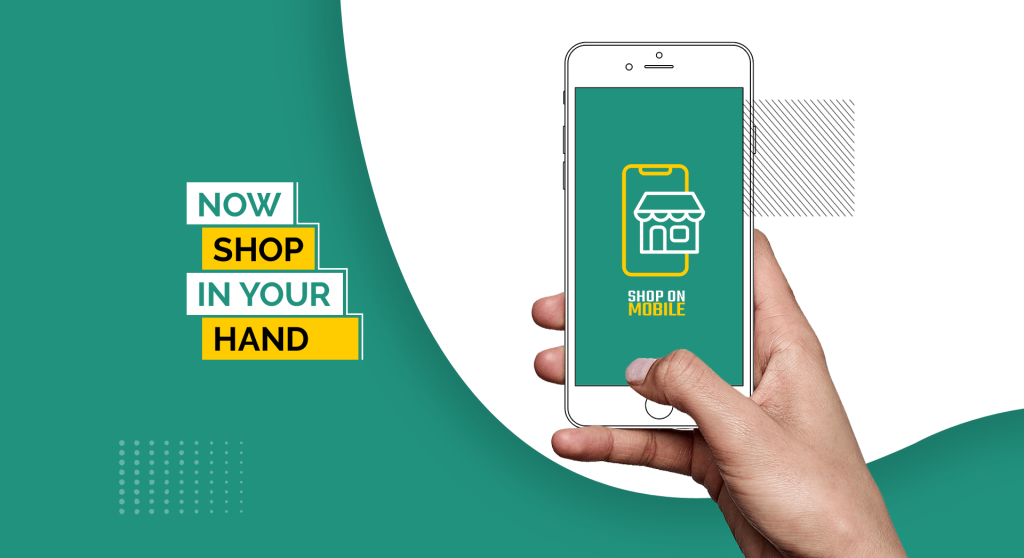 NOW
SHOP
IN YOUR
HAND
SHOP ON
MOBILE